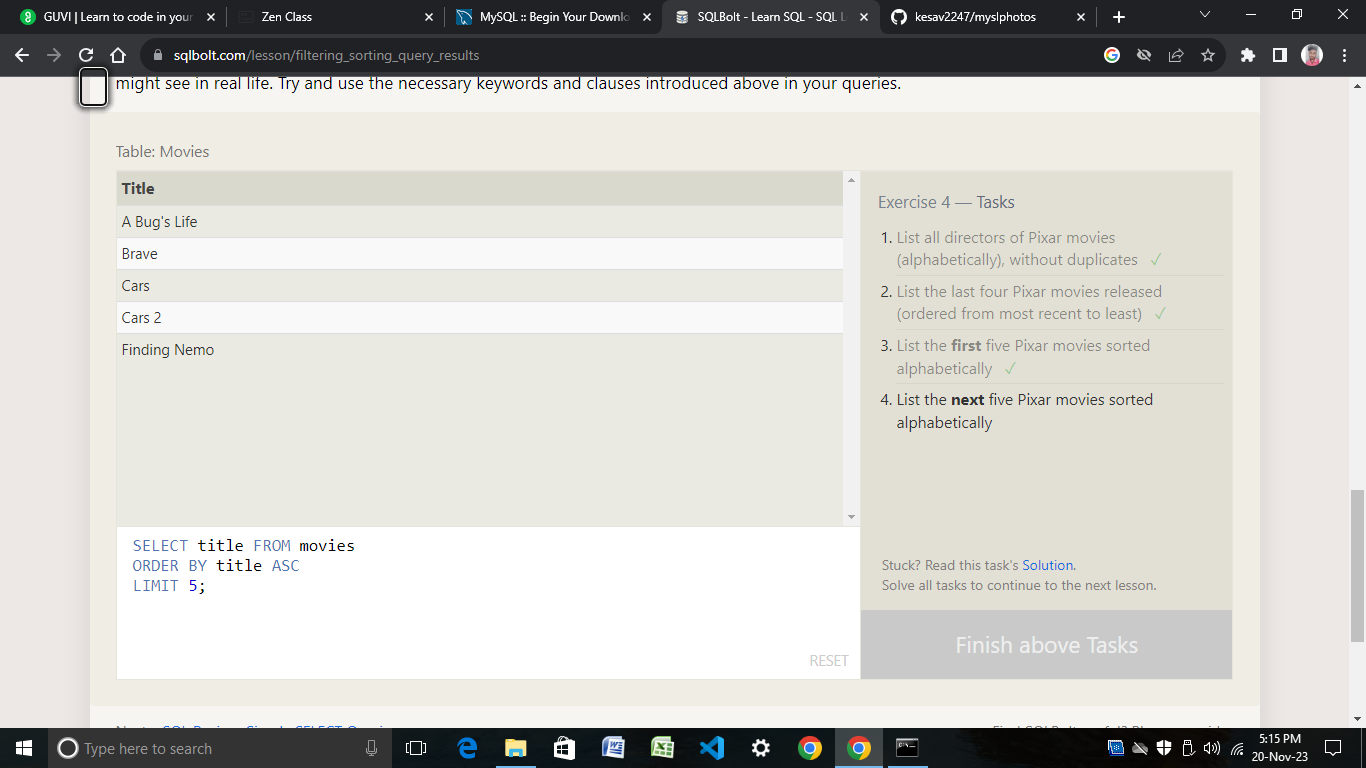 GUVI | Learn to code in your
Zen Class
MySQL :: Begin Your Downlo
SQLBolt - Learn SQL - SQL L
kesav2247/myslphotos
sqlbolt.com/lesson/filtering_sorting_query_results
might see in real life. Try and use the necessary keywords and clauses introduced above in your queries.
Table: Movies
Title
A Bug's Life
Brave
Cars
Cars 2
Finding Nemo
SELECT title FROM movies
ORDER BY title ASC
LIMIT 5;
RESET
Exercise 4 — Tasks
1. List all directors of Pixar movies
(alphabetically), without duplicates ✓
2. List the last four Pixar movies released
(ordered from most recent to least) ✓
3. List the first five Pixar movies sorted
alphabetically ✓
4. List the next five Pixar movies sorted
alphabetically
Stuck? Read this task's Solution.
Solve all tasks to continue to the next lesson.
Finish above Tasks
Type here to search
5:15 PM
20-Nov-23